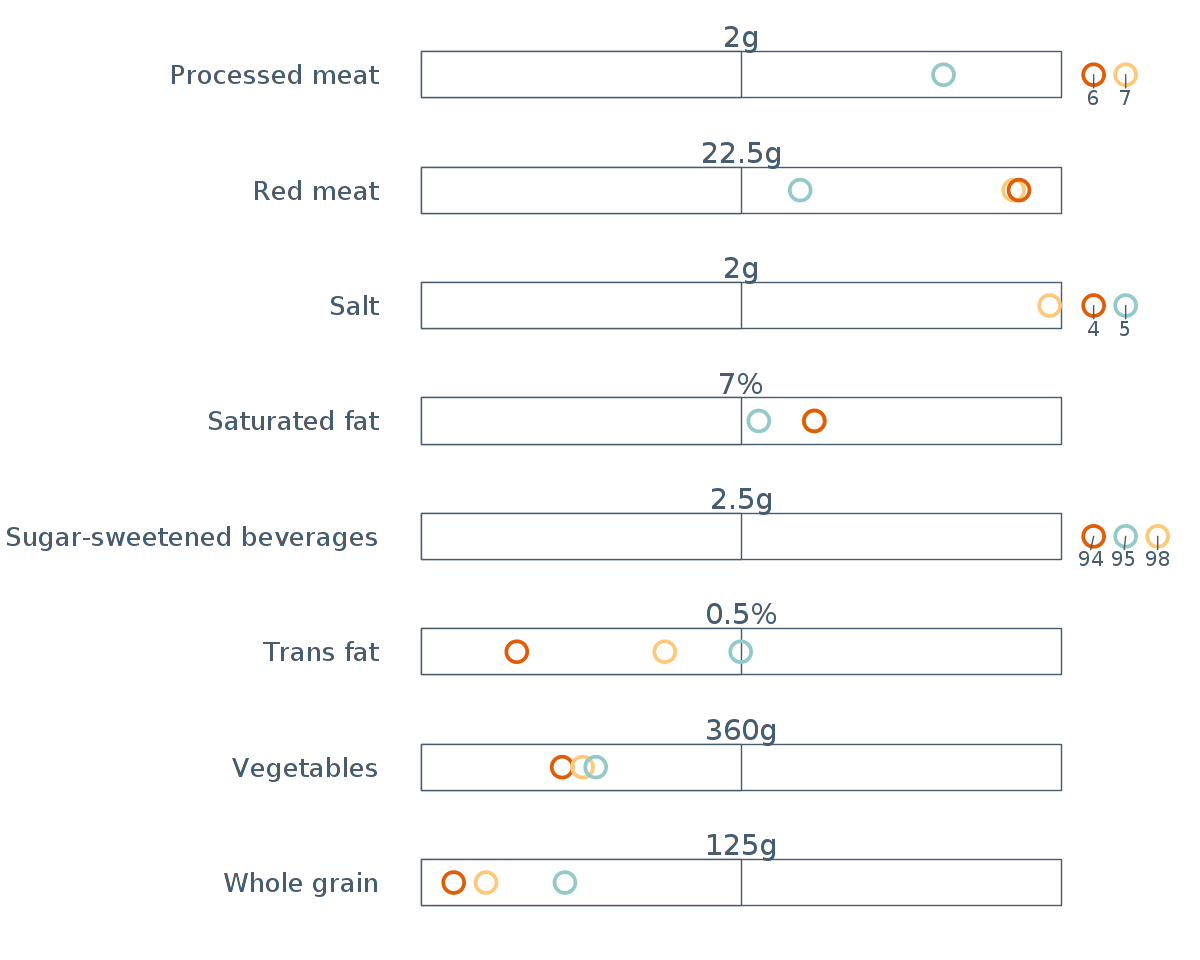 2g
Processed meat
6 7
22.5g
Red meat
2g
Salt
4 5
7%
Saturated fat
2.5g
Sugar-sweetened beverages
94 95 98
0.5%
Trans fat
360g
Vegetables
125g
Whole grain